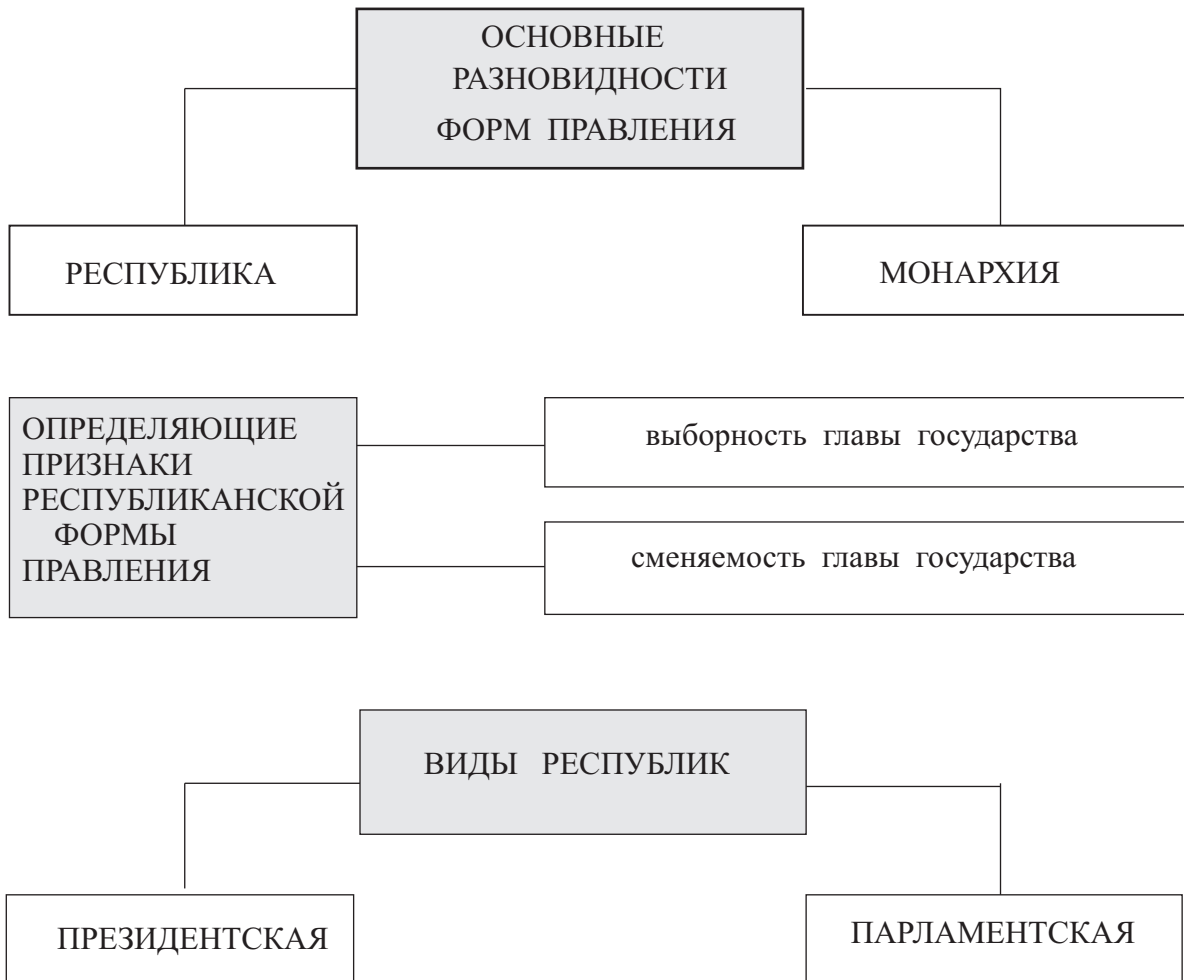 ОСНОВНЫЕ
РАЗНОВИДНОСТИ
ФОРМ ПРАВЛЕНИЯ
РЕСПУБЛИКА
МОНАРХИЯ
ОПРЕДЕЛЯЮЩИЕ
ПРИЗНАКИ
РЕСПУБЛИКАНСКОЙ
ФОРМЫ
ПРАВЛЕНИЯ
выборность главы государства
сменяемость главы государства
ВИДЫ РЕСПУБЛИК
ПРЕЗИДЕНТСКАЯ
ПАРЛАМЕНТСКАЯ